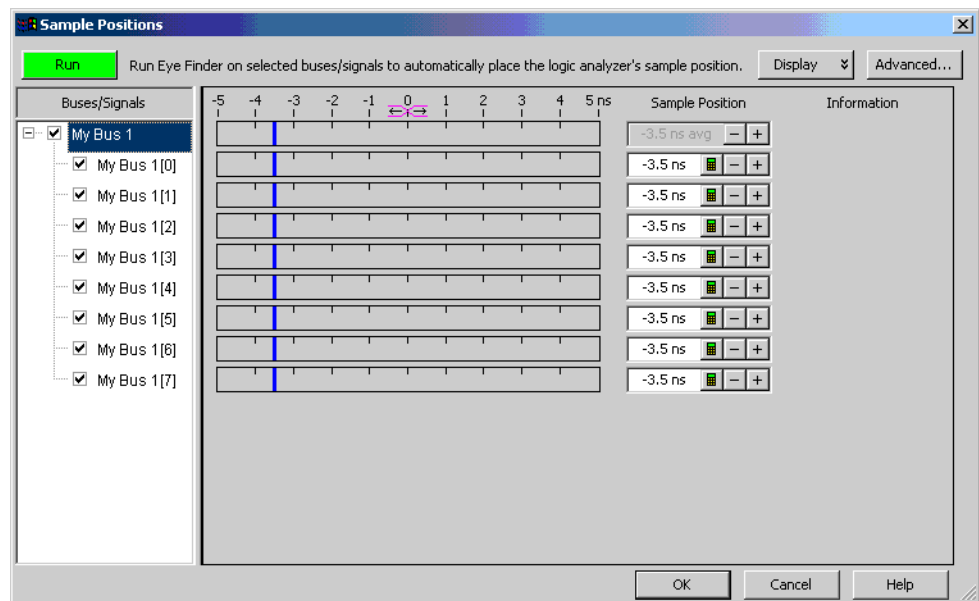 Sample Positions
Run Run Eye Finder on selected buses/signals to automatically place the logic analyzer's sample position. Display Advanced...
Buses/Signals -5 -4 -3 -2 -1 0 1 2 3 4 5 ns Sample Position Information
My Bus 1 -3.5 ns avg − +
My Bus 1[0] -3.5 ns − +
My Bus 1[1] -3.5 ns − +
My Bus 1[2] -3.5 ns − +
My Bus 1[3] -3.5 ns − +
My Bus 1[4] -3.5 ns − +
My Bus 1[5] -3.5 ns − +
My Bus 1[6] -3.5 ns − +
My Bus 1[7] -3.5 ns − +
OK Cancel Help